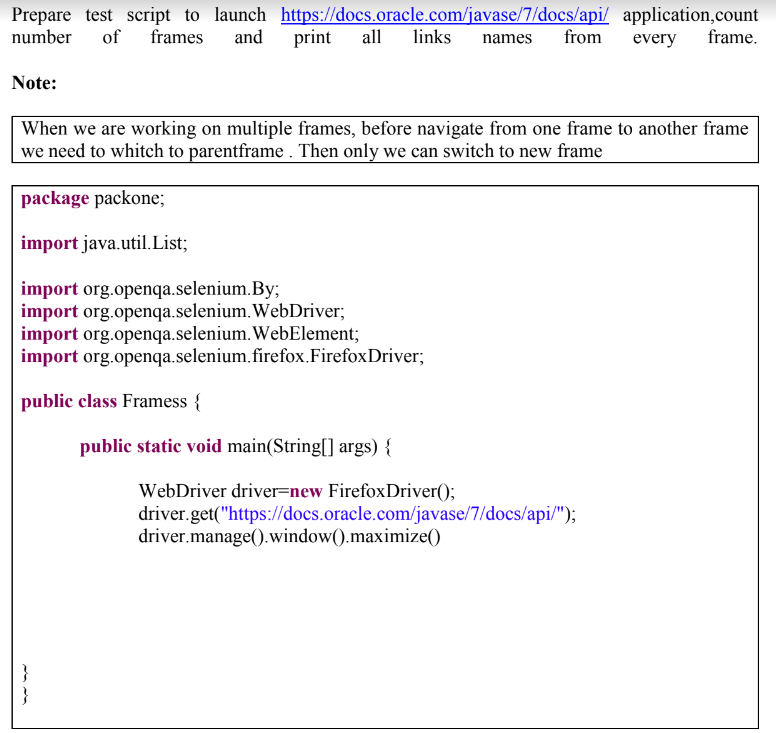 Prepare test script to launch https://docs.oracle.com/javase/7/docs/api/ application,count
number of frames and print all links names from every frame.
Note:
When we are working on multiple frames, before navigate from one frame to another frame
we need to whitch to parentframe . Then only we can switch to new frame
package packone;
import java.util.List;
import org.openqa.selenium.By;
import org.openqa.selenium.WebDriver;
import org.openqa.selenium.WebElement;
import org.openqa.selenium.firefox.FirefoxDriver;
public class Framess {
public static void main(String[] args) {
WebDriver driver=new FirefoxDriver();
driver.get("https://docs.oracle.com/javase/7/docs/api/");
driver.manage().window().maximize()
}
}